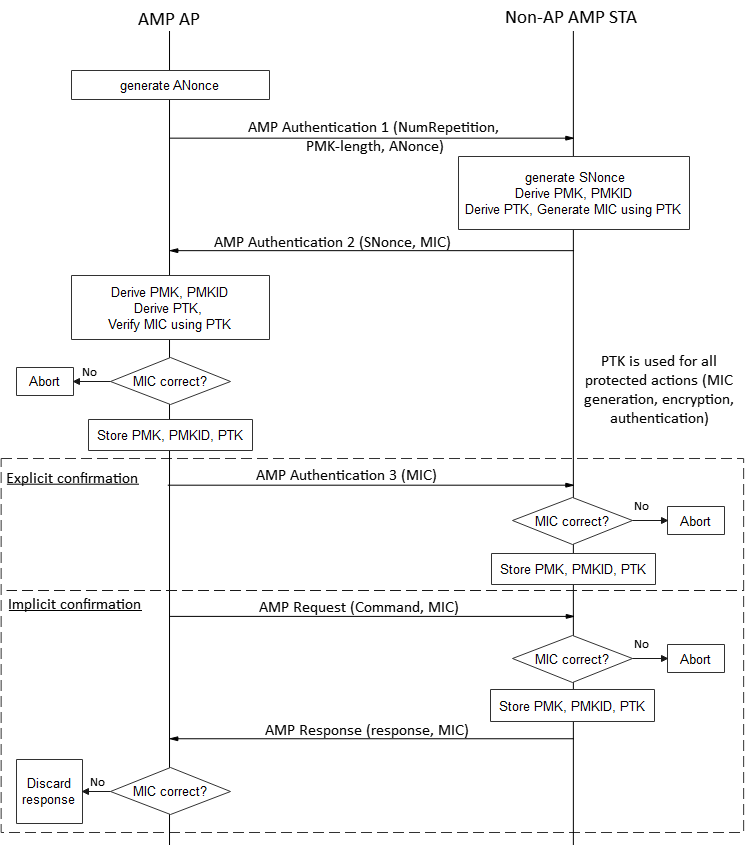 AMP AP
Non-AP AMP STA
generate ANonce
AMP Authentication 1 (NumRepetition,
PMK-length, ANonce)
generate SNonce
Derive PMK, PMKID
Derive PTK, Generate MIC using PTK
AMP Authentication 2 (SNonce, MIC)
Derive PMK, PMKID
Derive PTK,
Verify MIC using PTK
MIC correct?
No
Abort
PTK is used for all
protected actions (MIC
generation, encryption,
authentication)
Store PMK, PMKID, PTK
Explicit confirmation
AMP Authentication 3 (MIC)
MIC correct?
No
Abort
Store PMK, PMKID, PTK
Implicit confirmation
AMP Request (Command, MIC)
MIC correct?
No
Abort
Store PMK, PMKID, PTK
AMP Response (response, MIC)
MIC correct?
No
Discard
response